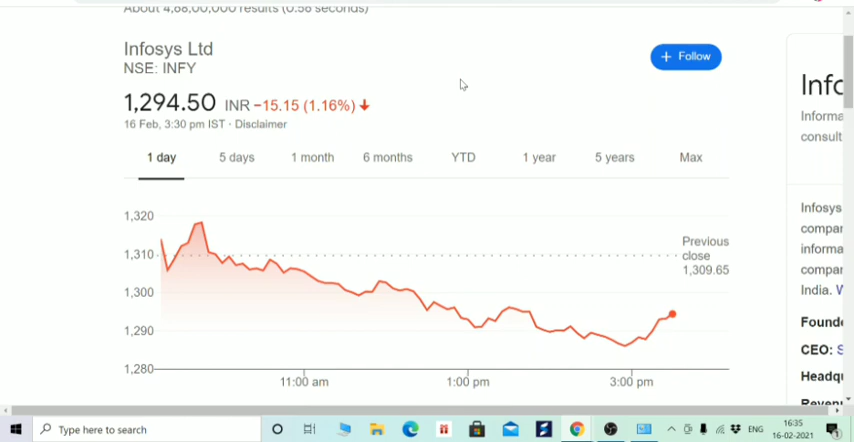 About 4,68,00,000 results (0.58 seconds)
Infosys Ltd
NSE: INFY
+ Follow
1,294.50 INR −15.15 (1.16%)
16 Feb, 3:30 pm IST · Disclaimer
1 day 5 days 1 month 6 months YTD 1 year 5 years Max
1,320
1,310
1,300
1,290
1,280
Previous
close
1,309.65
11:00 am 1:00 pm 3:00 pm
Info
Informa
consult
Infosys
compar
informa
compar
India. W
Founde
CEO: S
Headqu
Type here to search
ENG
16:35
16-02-2021